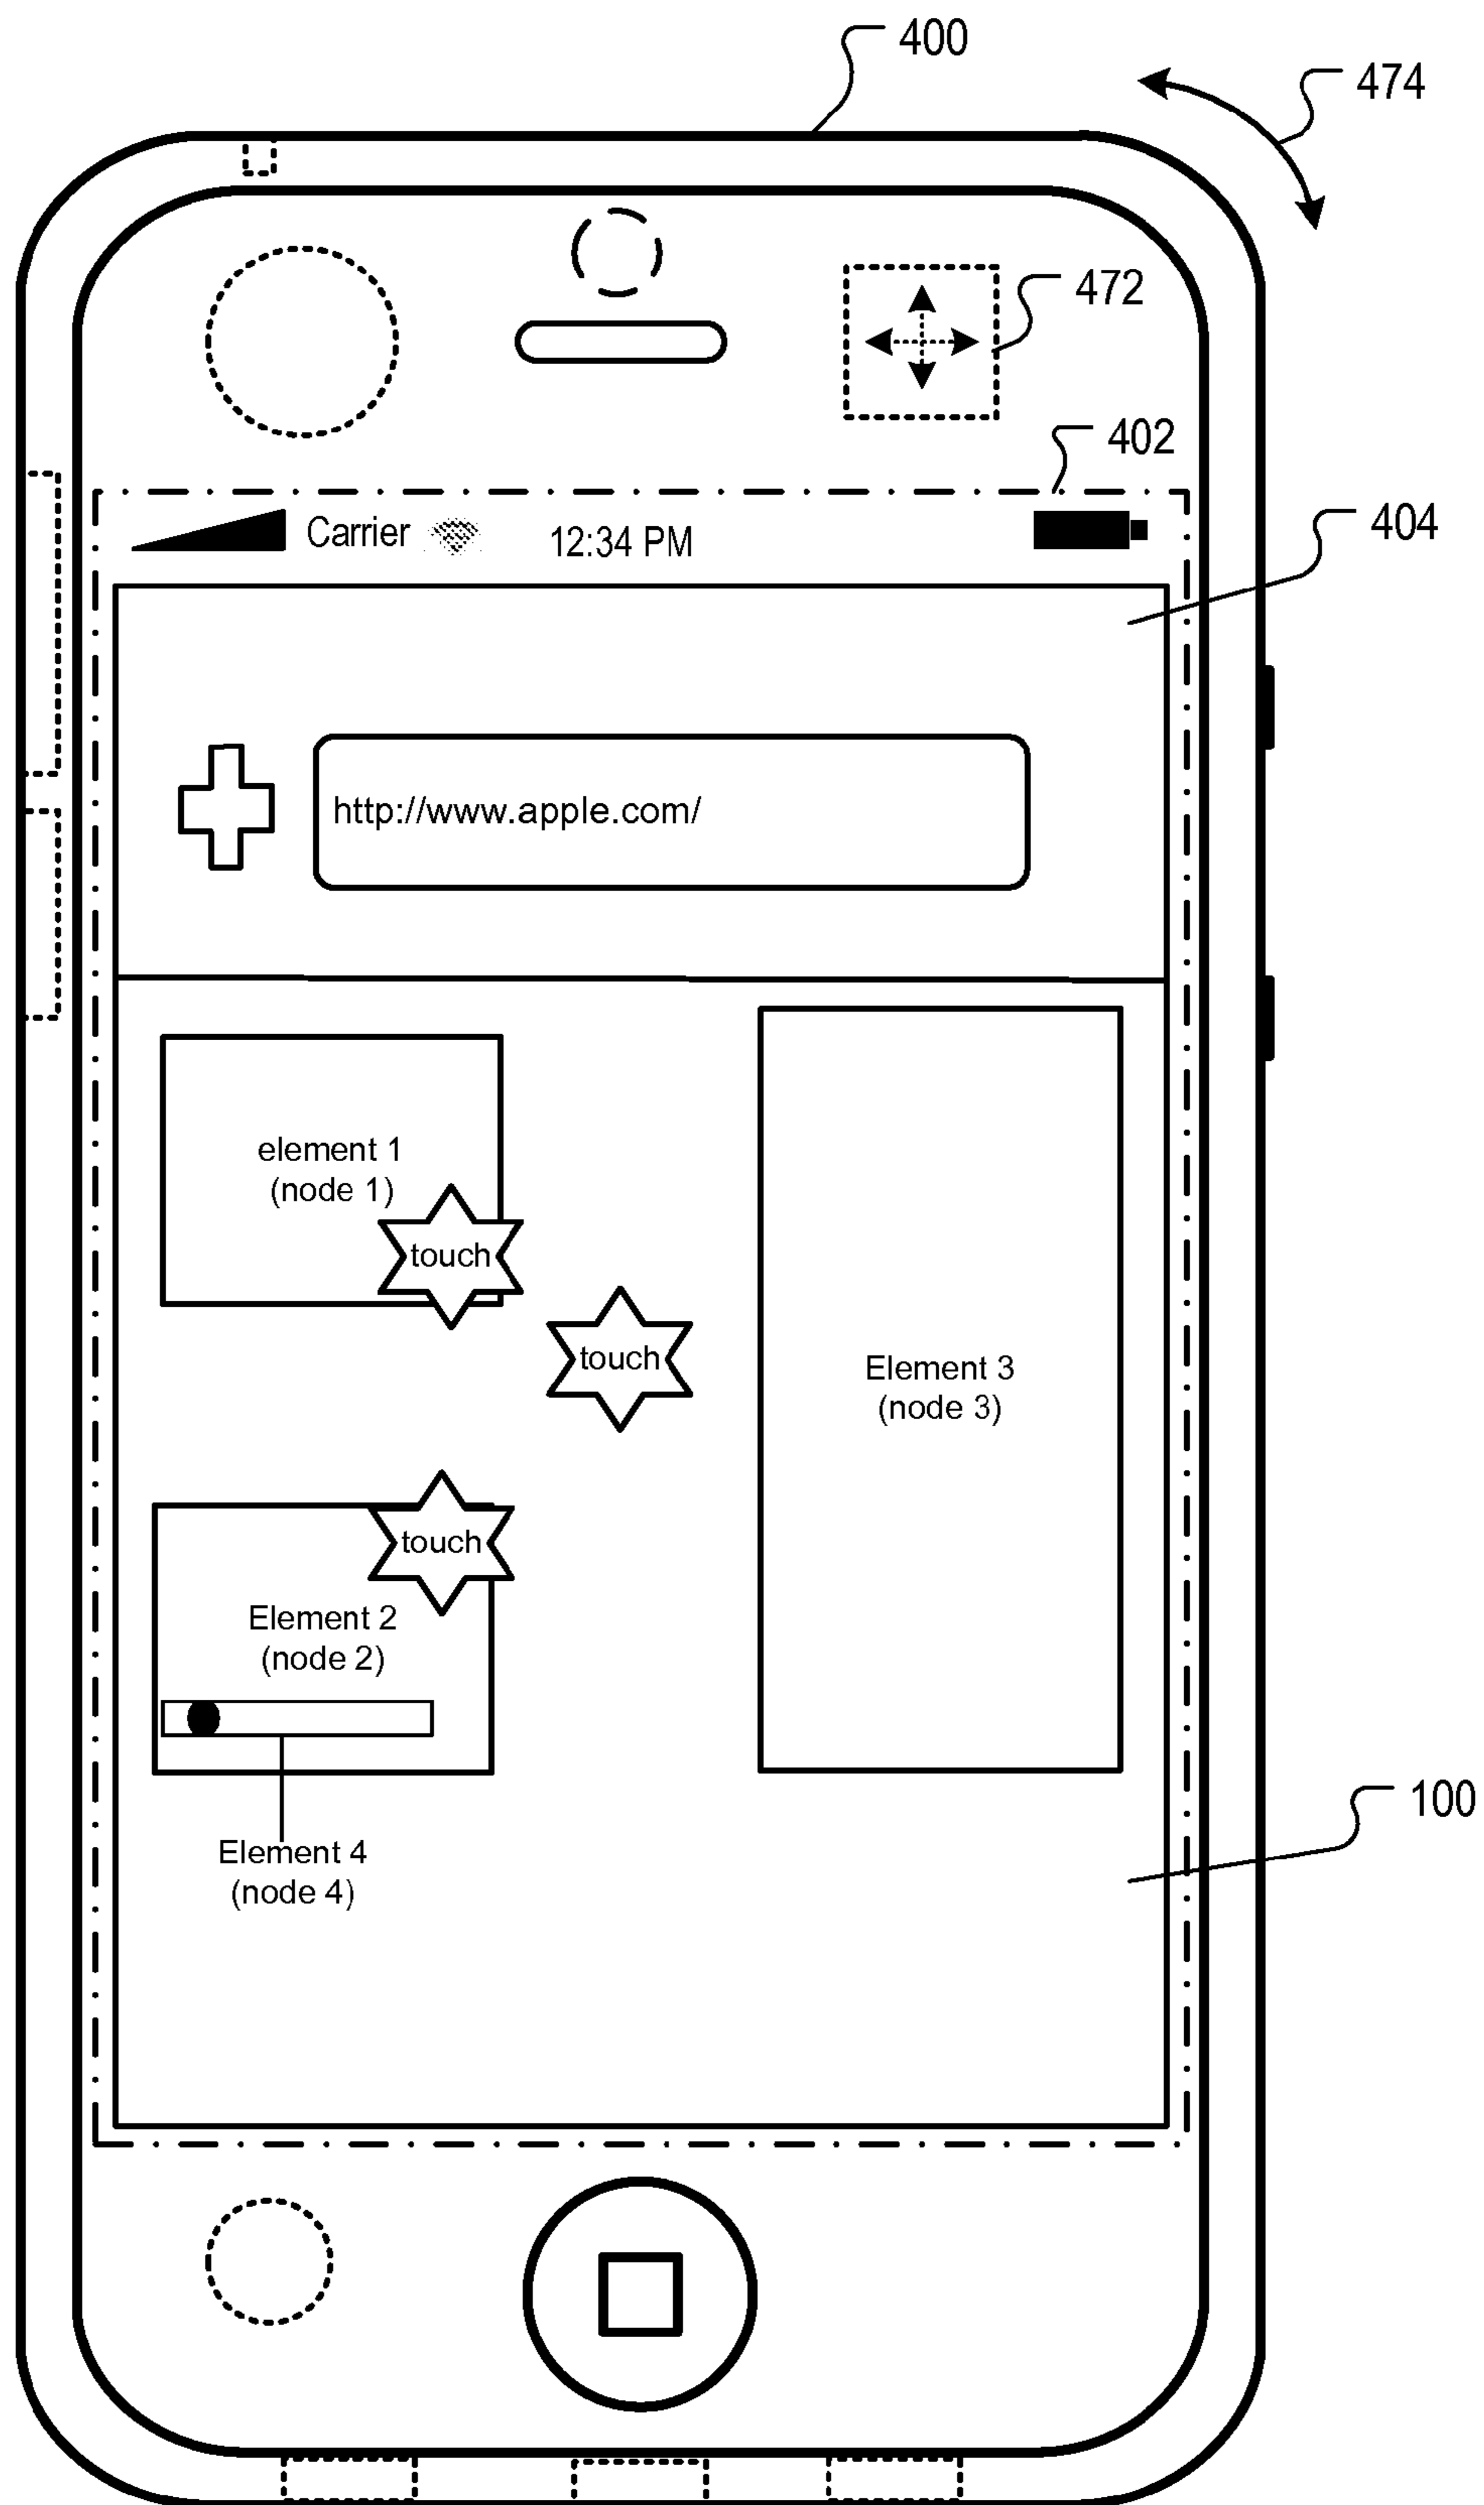 400
474
472
402
Carrier 12:34 PM
404
http://www.apple.com/
element 1
(node 1)
touch
touch
Element 3
(node 3)
touch
Element 2
(node 2)
100
Element 4
(node 4)